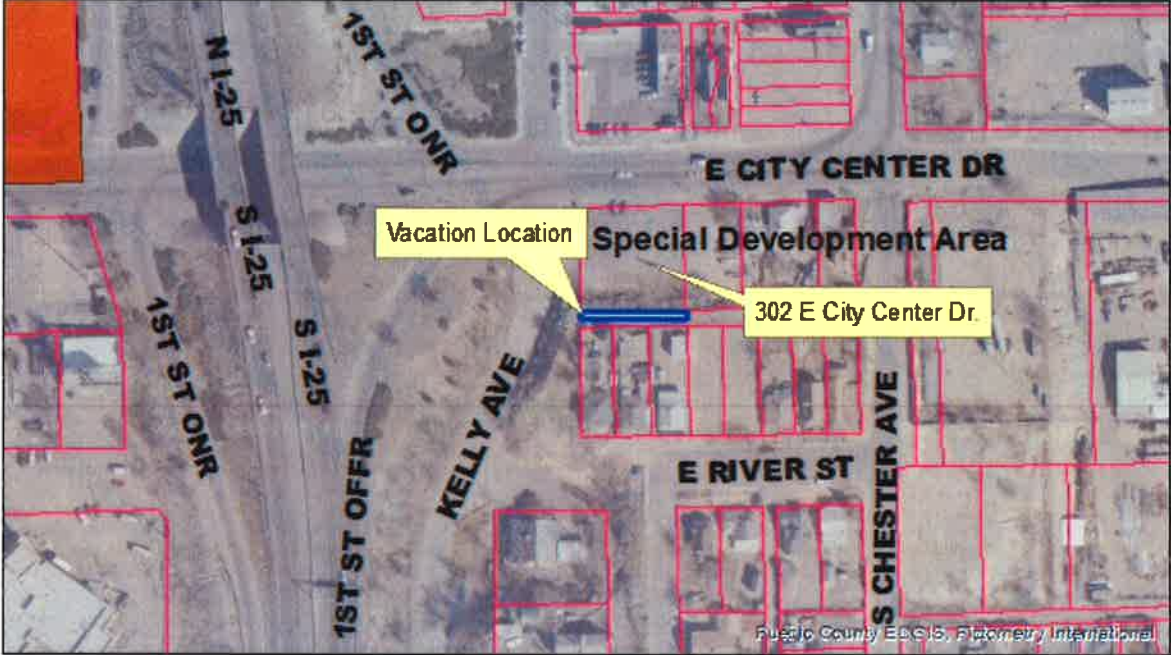 N I-25
1ST ST ONR
E CITY CENTER DR
S I-25
Vacation Location
Special Development Area
302 E City Center Dr.
1ST ST ONR
S I-25
KELLY AVE
1ST ST OFFR
E RIVER ST
S CHESTER AVE
Pueblo County EDGIS, Pictometry International